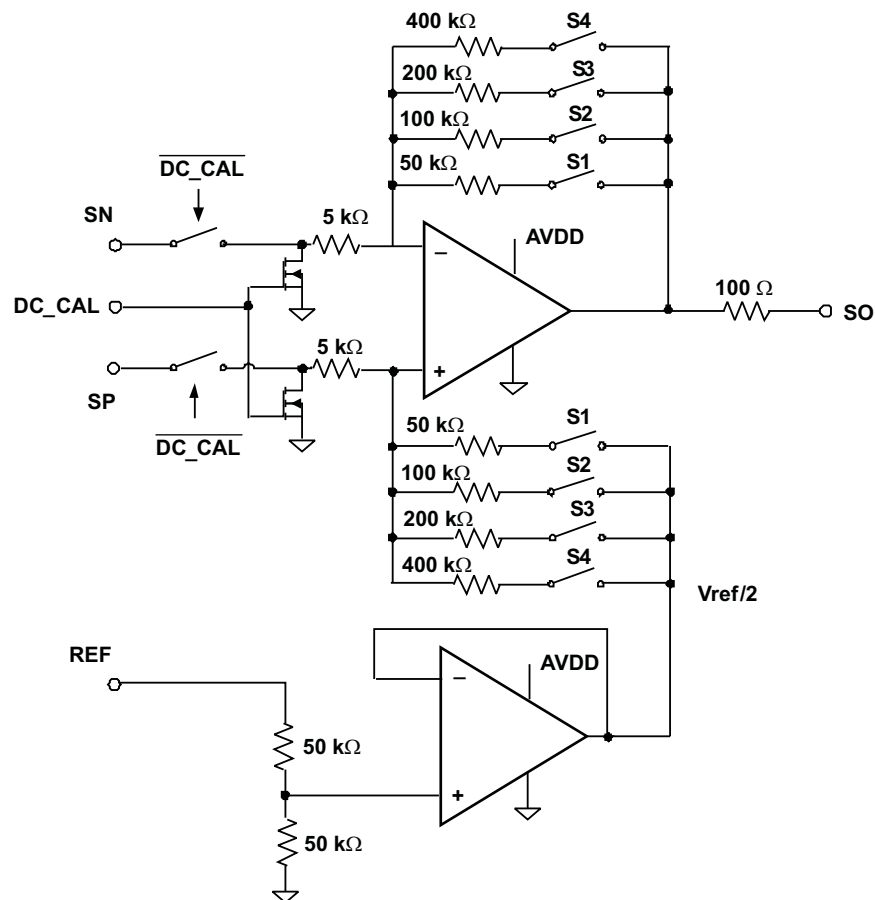 400 kΩ
S4
200 kΩ
S3
100 kΩ
S2
50 kΩ
S1
DC_CAL
SN
5 kΩ
AVDD
−
100 Ω
SO
DC_CAL
5 kΩ
+
SP
DC_CAL
50 kΩ
S1
100 kΩ
S2
200 kΩ
S3
400 kΩ
S4
Vref/2
REF
AVDD
−
50 kΩ
+
50 kΩ